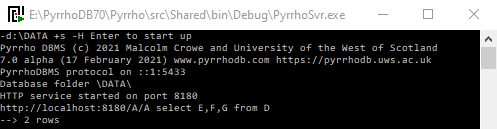 E:\PyrrhoDB70\Pyrrho\src\Shared\bin\Debug\PyrrhoSvr.exe
-d:\DATA +s -H Enter to start up
Pyrrho DBMS (c) 2021 Malcolm Crowe and University of the West of Scotland
7.0 alpha (17 February 2021) www.pyrrhodb.com https://pyrrhodb.uws.ac.uk
PyrrhoDBMS protocol on ::1:5433
Database folder \DATA\
HTTP service started on port 8180
http://localhost:8180/A/A select E,F,G from D
--> 2 rows